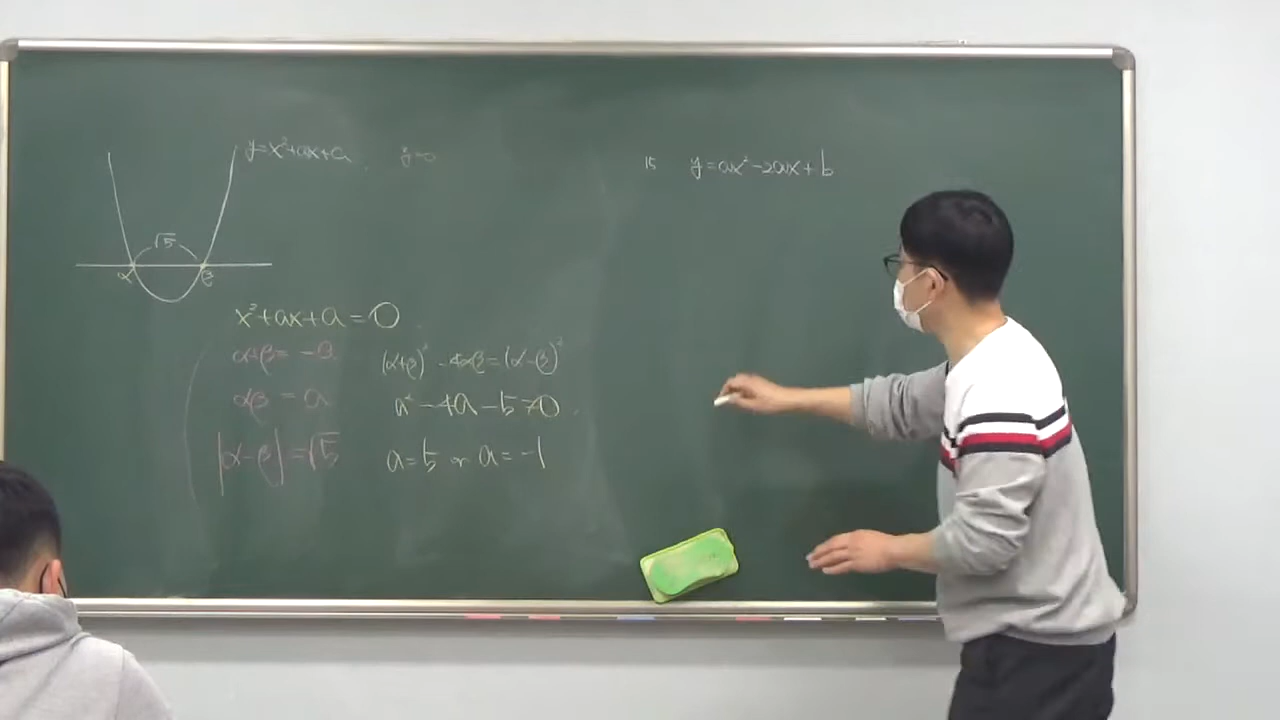 y=x²+ax+a y=0
√5
α β
x²+ax+a=0
α+β=-a (α+β)²-4αβ=(α-β)²
αβ=a a²-4a-5=0
|α-β|=√5 a=5 or a=-1
15 y=ax²-2ax+b